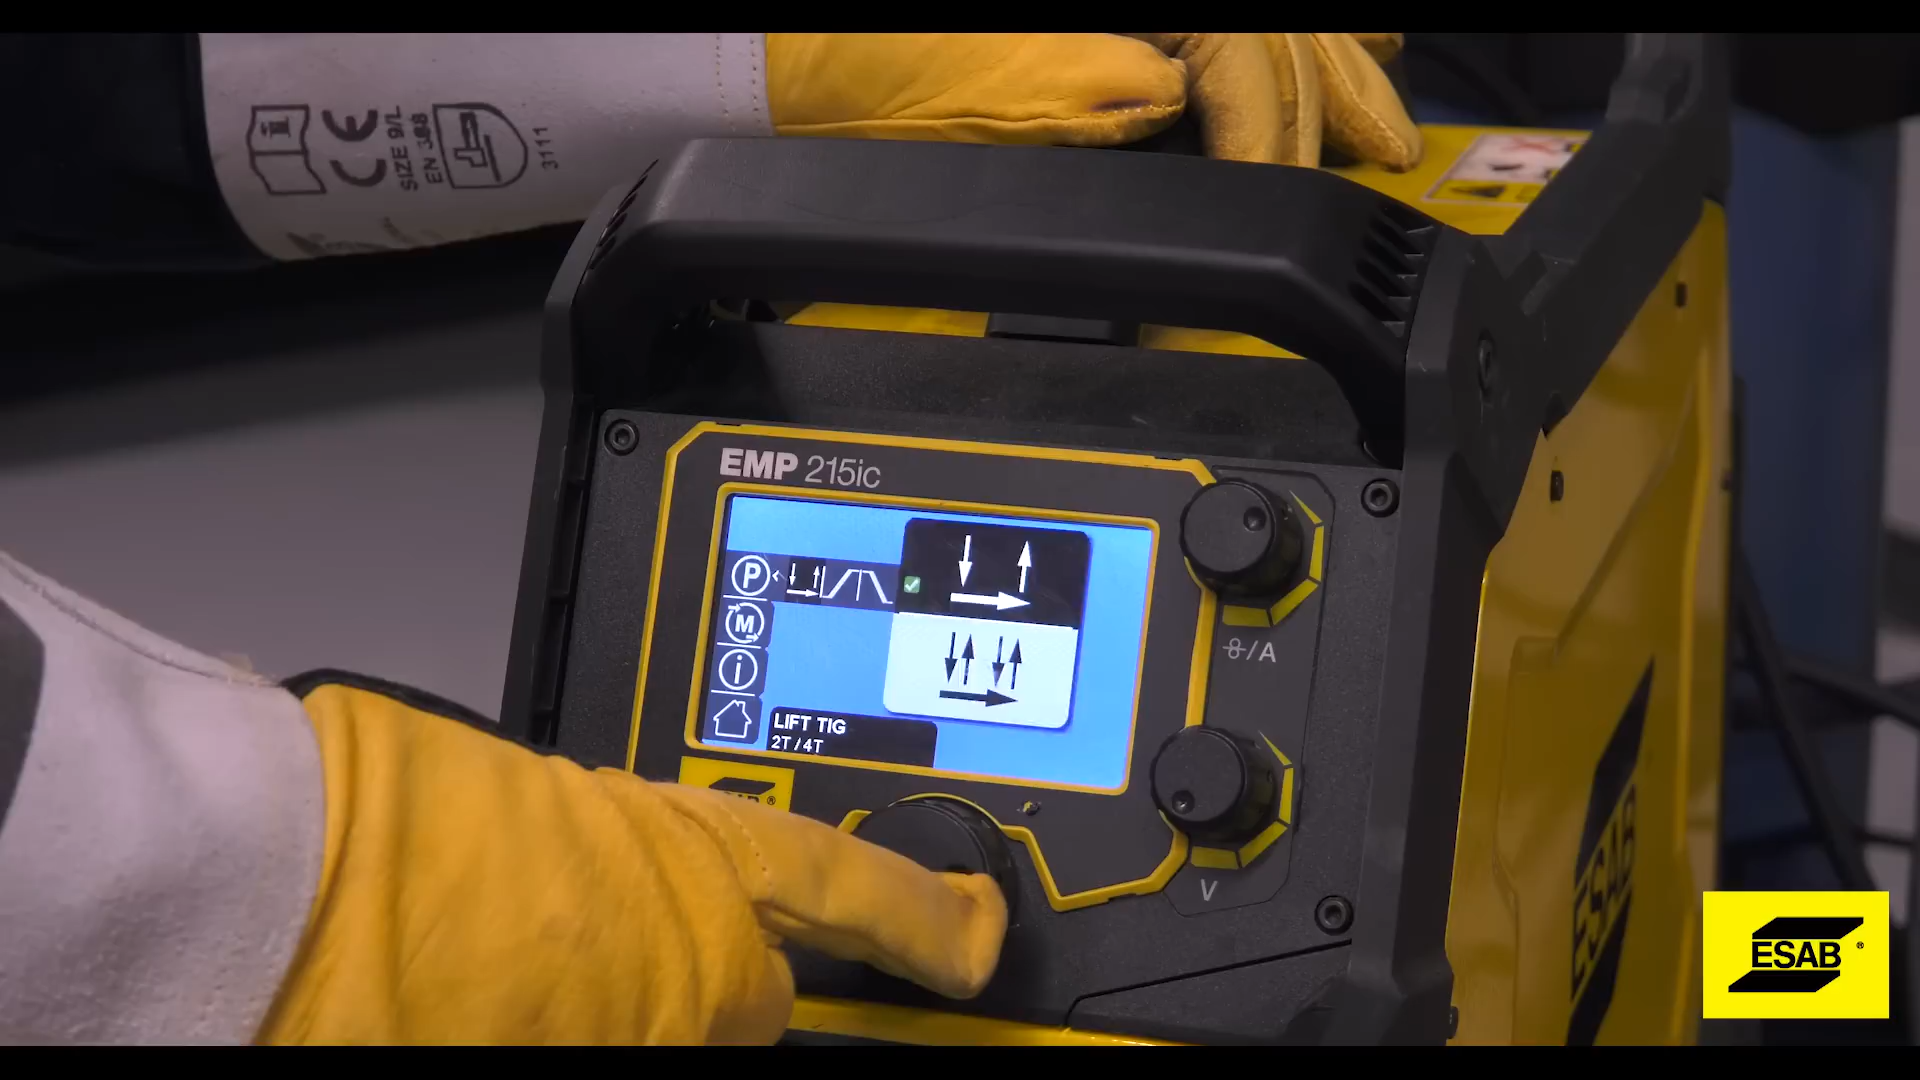 CE
SIZE 9/L
EN 388
3111
EMP 215ic
P
M
i
LIFT TIG
2T / 4T
/A
V
ESAB
ESAB ®